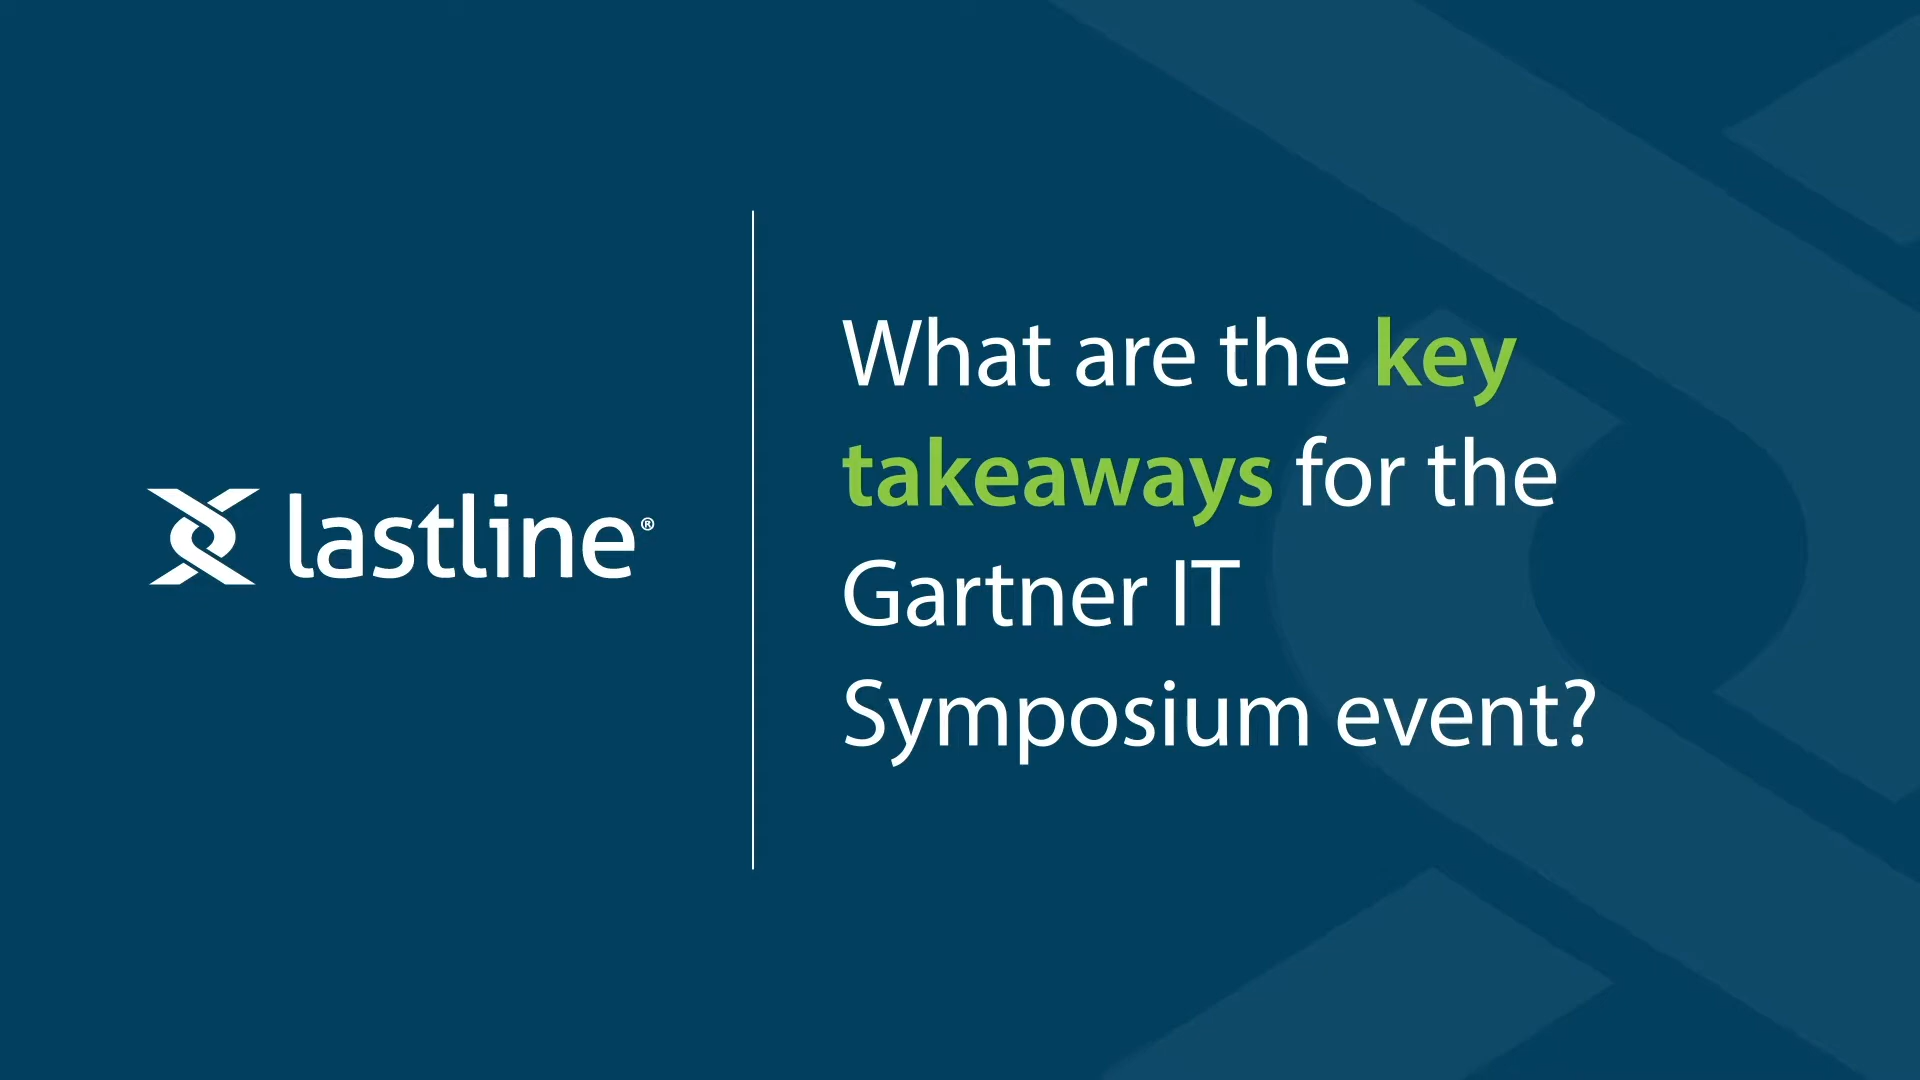 lastline®
What are the key
takeaways for the
Gartner IT
Symposium event?